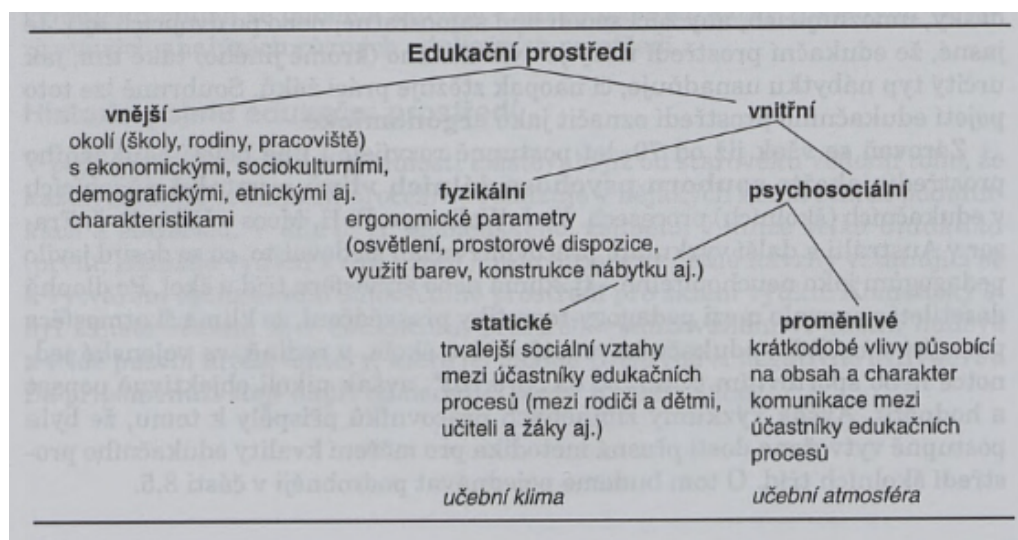 Edukační prostředí
vnější
okolí (školy, rodiny, pracoviště)
s ekonomickými, sociokulturními,
demografickými, etnickými aj.
charakteristikami
vnitřní
fyzikální
ergonomické parametry
(osvětlení, prostorové dispozice,
využití barev, konstrukce nábytku aj.)
psychosociální
statické
trvalejší sociální vztahy
mezi účastníky edukačních
procesů (mezi rodiči a dětmi,
učiteli a žáky aj.)
učební klima
proměnlivé
krátkodobé vlivy působící
na obsah a charakter
komunikace mezi
účastníky edukačních
procesů
učební atmosféra